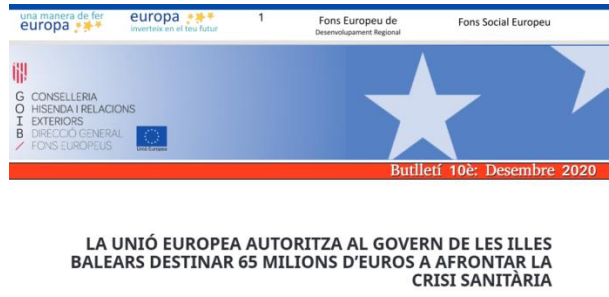 una manera de fer
europa
europa
inverteix en el teu futur
1
Fons Europeu de
Desenvolupament Regional
Fons Social Europeu
G CONSELLERIA
O HISENDA I RELACIONS
I EXTERIORS
B DIRECCIÓ GENERAL
/ FONS EUROPEUS
Unió Europea
Butlletí 10è: Desembre 2020
LA UNIÓ EUROPEA AUTORITZA AL GOVERN DE LES ILLES
BALEARS DESTINAR 65 MILIONS D'EUROS A AFRONTAR LA
CRISI SANITÀRIA